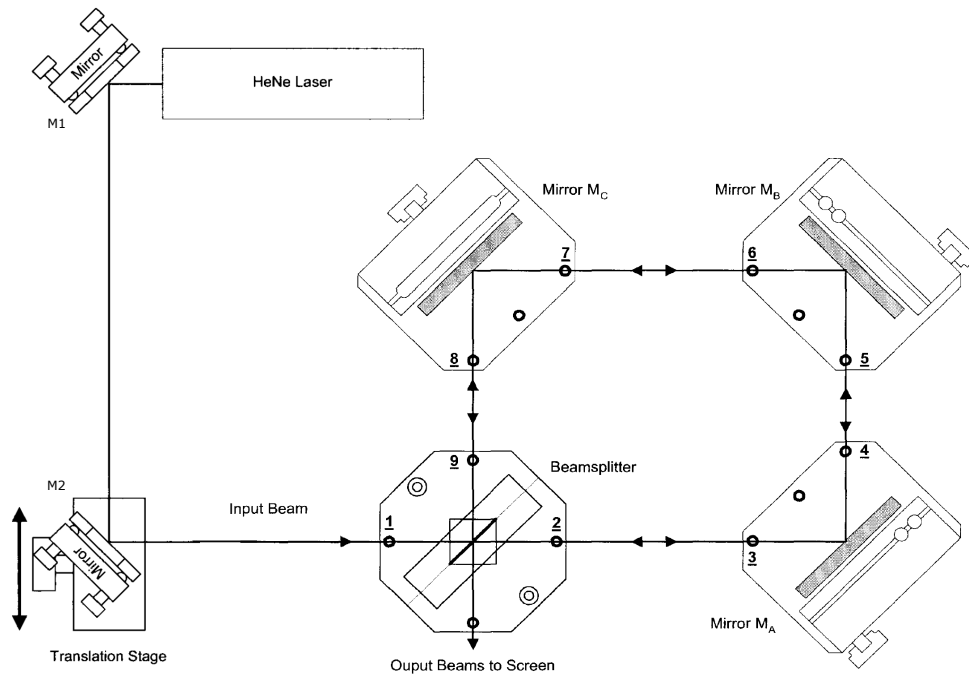 Mirror
HeNe Laser
M1
Mirror M_C
Mirror M_B
7
6
8
5
9
4
Beamsplitter
M2
Input Beam
1
2
3
Mirror
Mirror M_A
Translation Stage
Ouput Beams to Screen